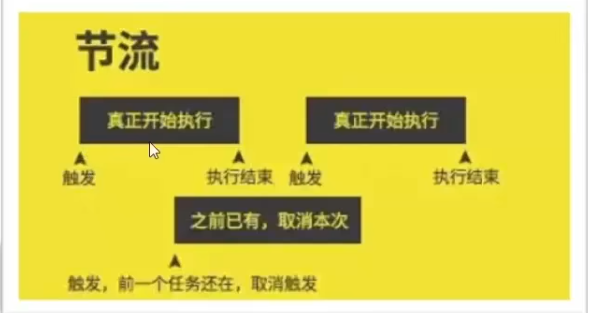 节流
真正开始执行 真正开始执行
触发 执行结束 触发 执行结束
之前已有，取消本次
触发，前一个任务还在，取消触发